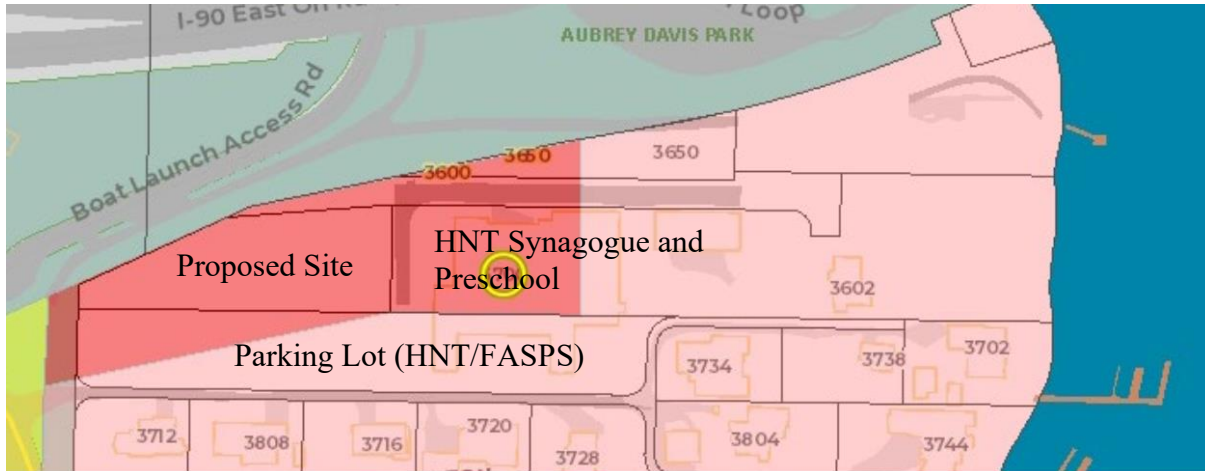 I-90 East On
Loop
AUBREY DAVIS PARK
Boat Launch Access Rd
3650
3650
3600
HNT Synagogue and
Preschool
Proposed Site
3602
Parking Lot (HNT/FASPS)
3734
3738
3702
3712
3808
3716
3720
3728
3804
3744